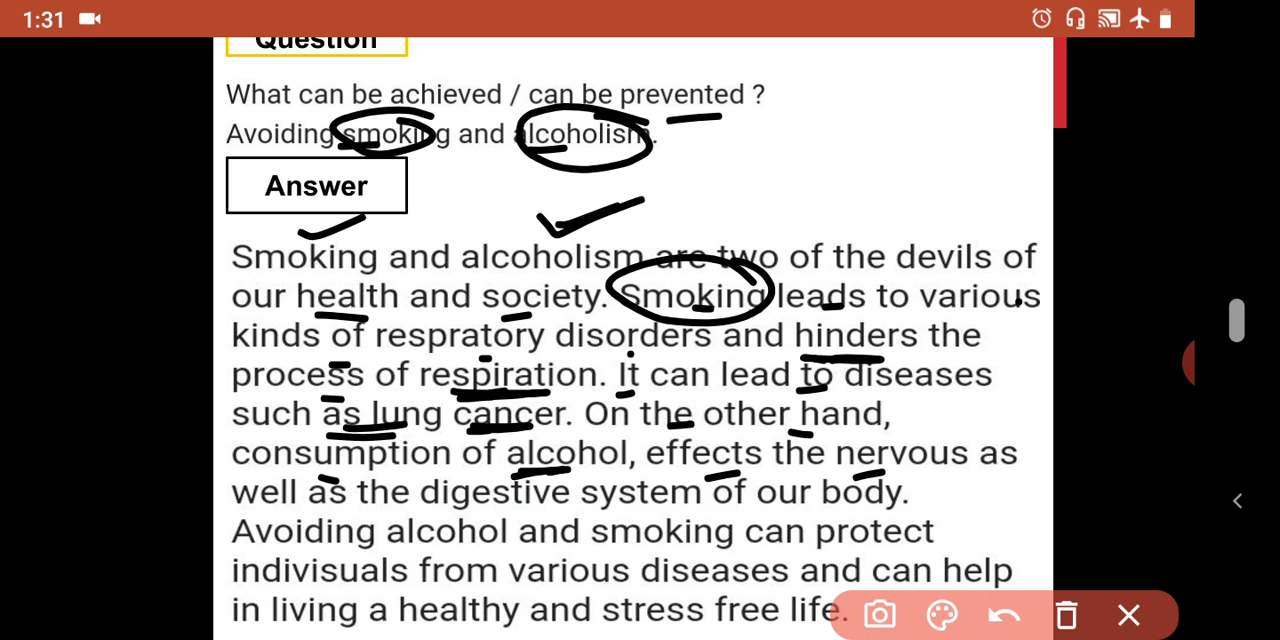 1:31
Question
What can be achieved / can be prevented ?
Avoiding smoking and alcoholism.
Answer
Smoking and alcoholism are two of the devils of
our health and society. Smoking leads to various
kinds of respratory disorders and hinders the
process of respiration. It can lead to diseases
such as lung cancer. On the other hand,
consumption of alcohol, effects the nervous as
well as the digestive system of our body.
Avoiding alcohol and smoking can protect
indivisuals from various diseases and can help
in living a healthy and stress free life.